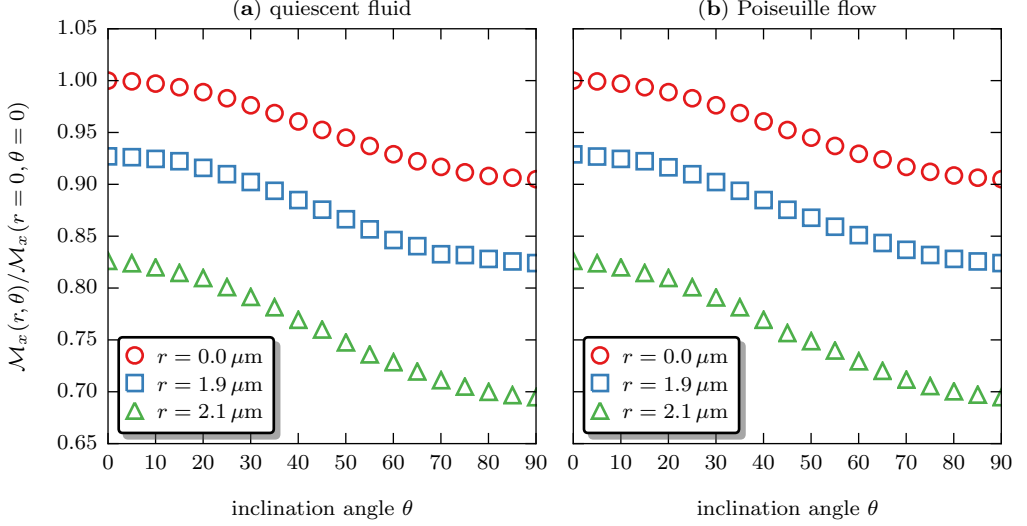 (a) quiescent fluid
(b) Poiseuille flow
ℳₓ(r, θ)/ℳₓ(r = 0, θ = 0)
1.05
1.00
0.95
0.90
0.85
0.80
0.75
0.70
0.65
r = 0.0 μm
r = 1.9 μm
r = 2.1 μm
0 10 20 30 40 50 60 70 80 90
inclination angle θ
r = 0.0 μm
r = 1.9 μm
r = 2.1 μm
0 10 20 30 40 50 60 70 80 90
inclination angle θ